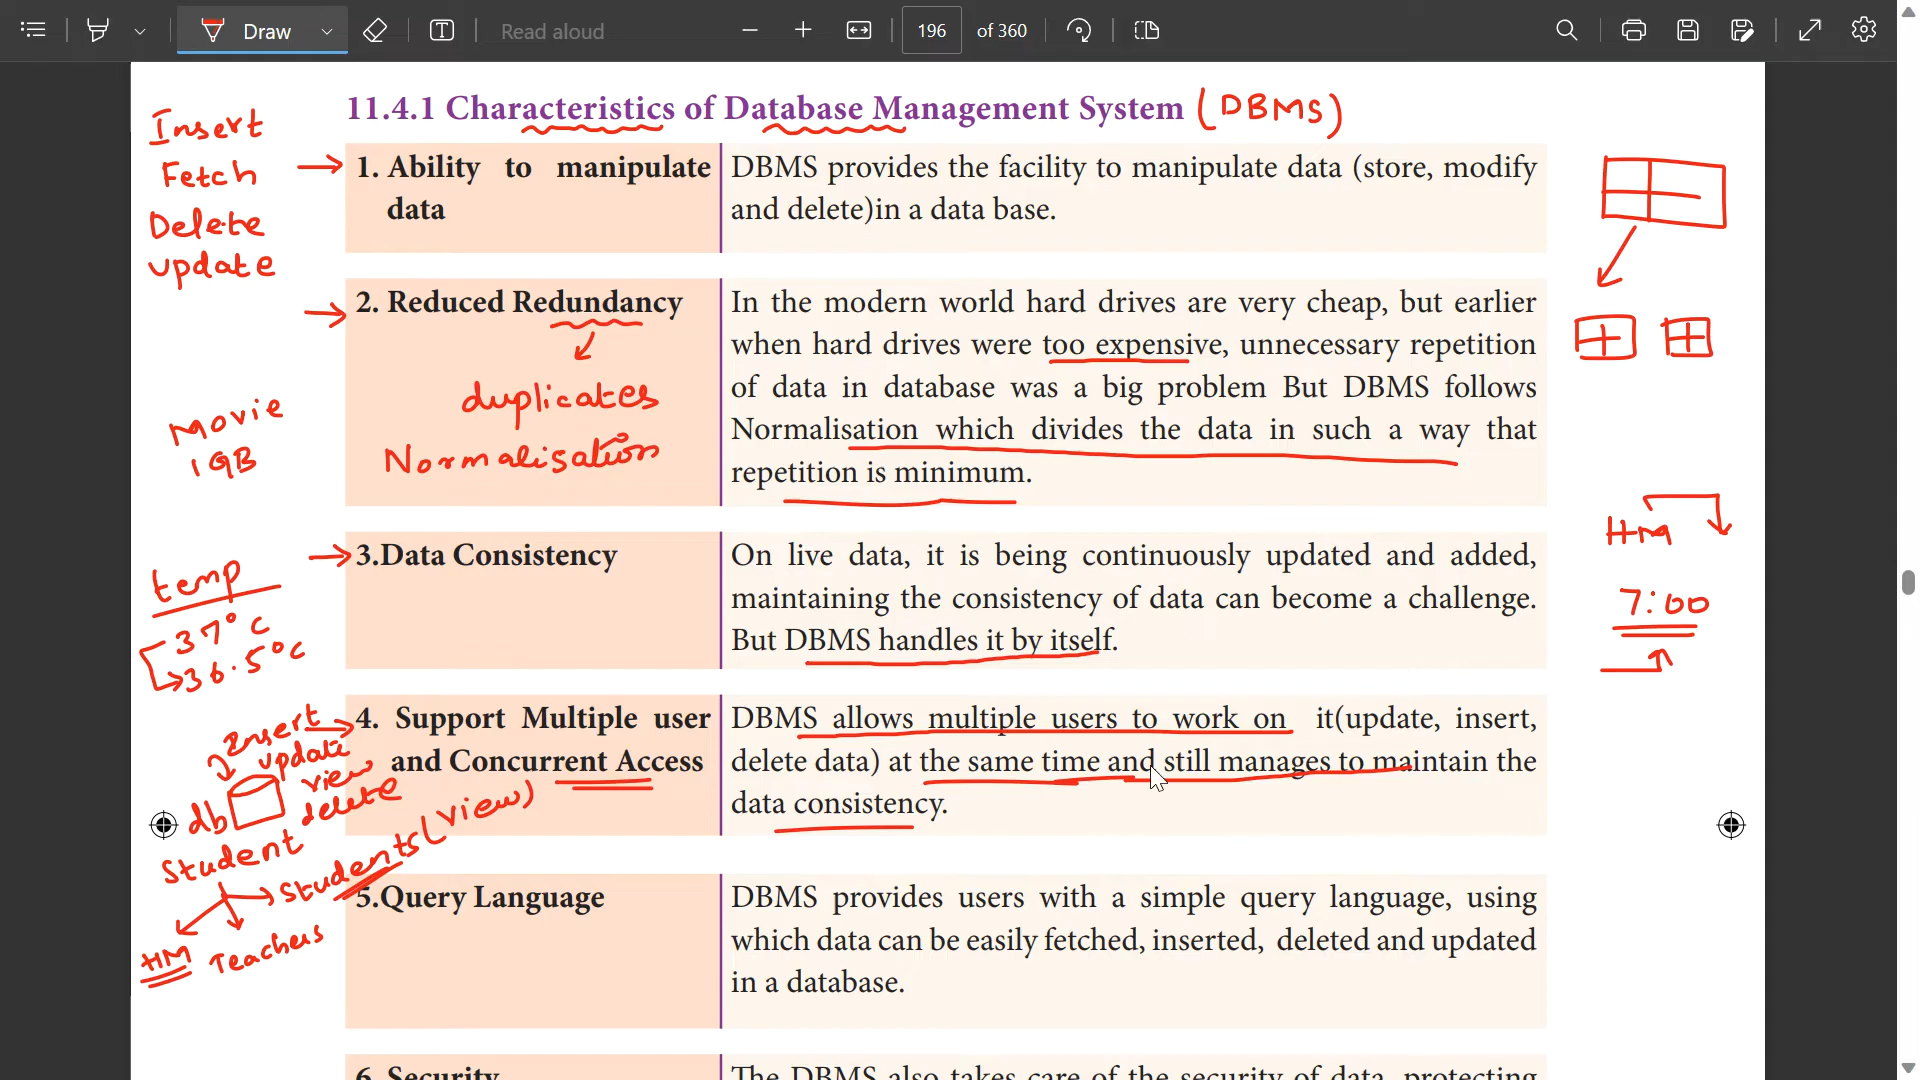 Draw
Read aloud
196 of 360
11.4.1 Characteristics of Database Management System (DBMS)
Insert
Fetch
Delete
update
1. Ability to manipulate data
DBMS provides the facility to manipulate data (store, modify
and delete)in a data base.
2. Reduced Redundancy
duplicates
Normalisation
In the modern world hard drives are very cheap, but earlier
when hard drives were too expensive, unnecessary repetition
of data in database was a big problem But DBMS follows
Normalisation which divides the data in such a way that
repetition is minimum.
Movie
1GB
3.Data Consistency
On live data, it is being continuously updated and added,
maintaining the consistency of data can become a challenge.
But DBMS handles it by itself.
temp
37°C
36.5°C
HM
7:00
4. Support Multiple user
and Concurrent Access
DBMS allows multiple users to work on it(update, insert,
delete data) at the same time and still manages to maintain the
data consistency.
Insert
update
view
delete
db
Student
Students(view)
HM
Teachers
5.Query Language
DBMS provides users with a simple query language, using
which data can be easily fetched, inserted, deleted and updated
in a database.
6. Security
The DBMS also takes care of the security of data, protecting